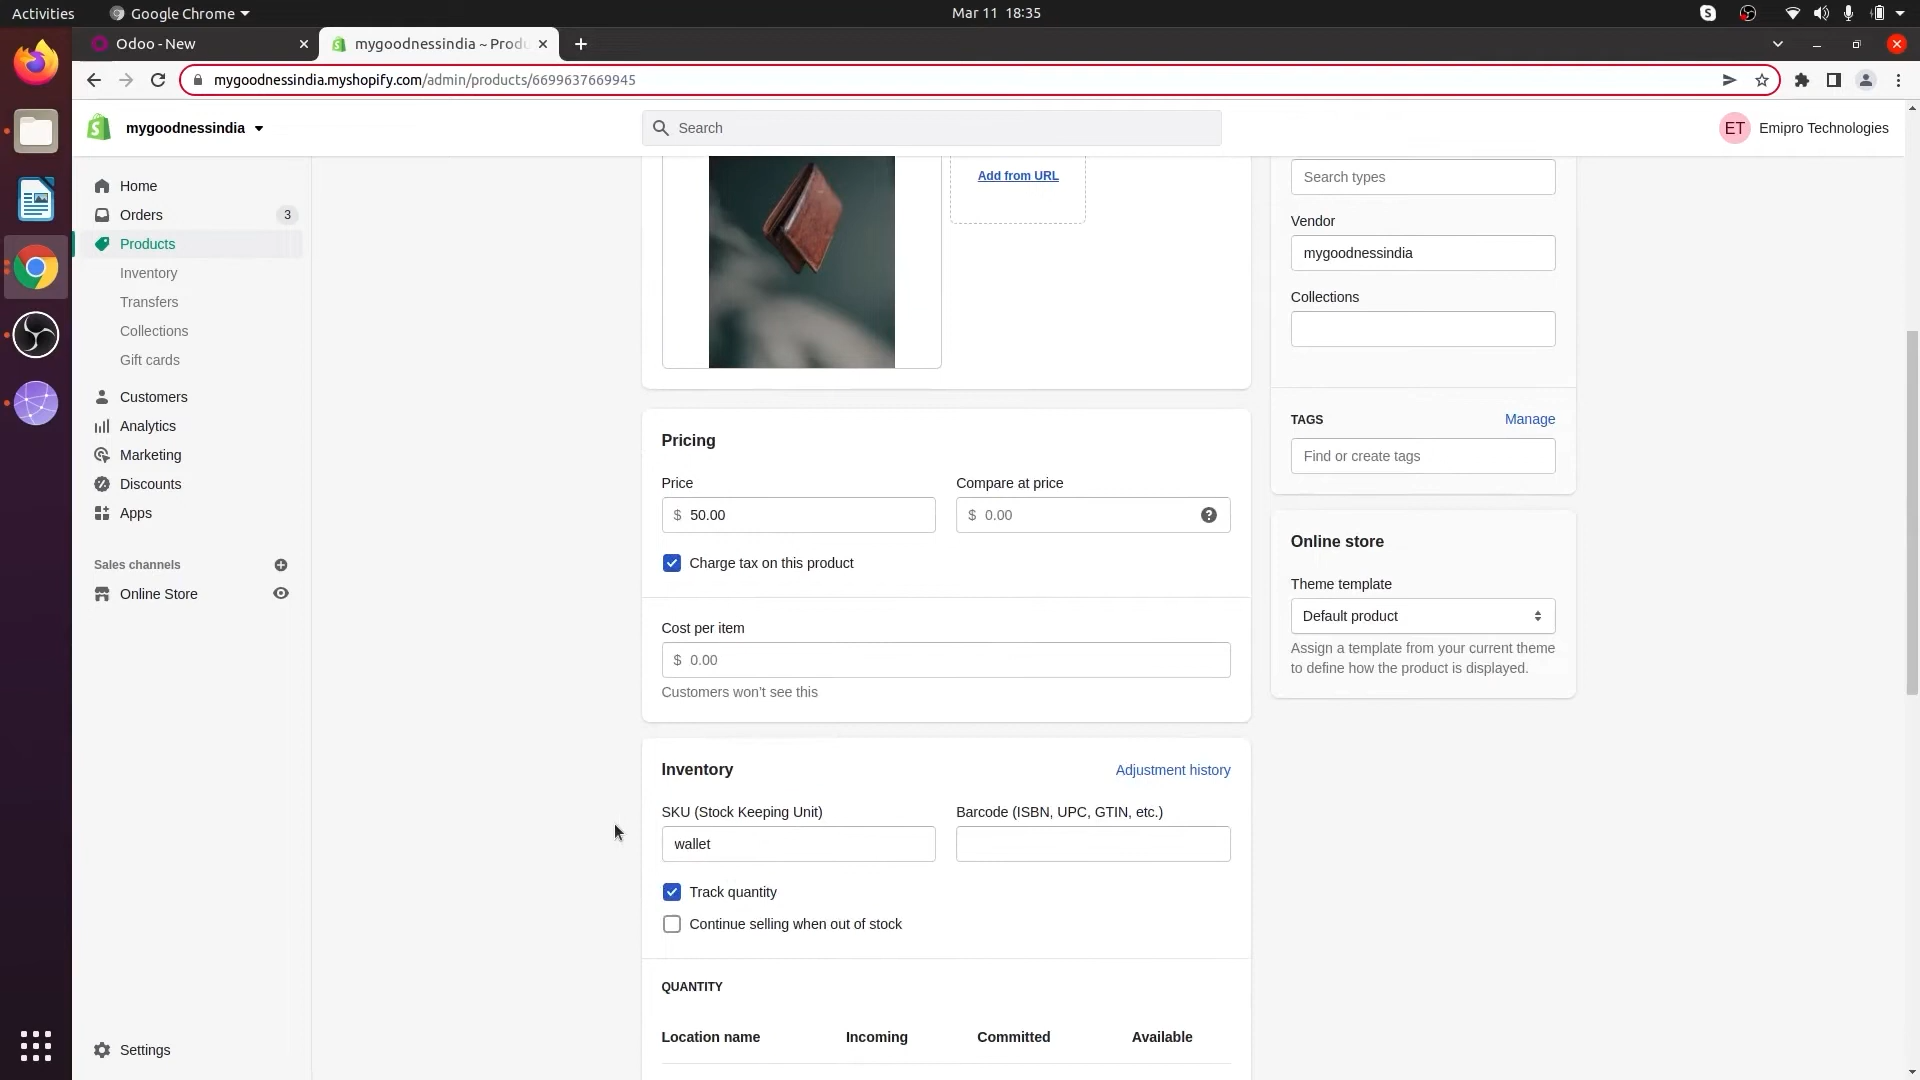 Activities
Google Chrome
Mar 11 18:35
Odoo - New
mygoodnessindia ~ Produ
mygoodnessindia.myshopify.com/admin/products/6699637669945
mygoodnessindia
Search
ET
Emipro Technologies
Home
Orders
3
Products
Inventory
Transfers
Collections
Gift cards
Customers
Analytics
Marketing
Discounts
Apps
Sales channels
Online Store
Settings
Add from URL
Pricing
Price
Compare at price
$ 50.00
$ 0.00
Charge tax on this product
Cost per item
$ 0.00
Customers won't see this
Inventory
Adjustment history
SKU (Stock Keeping Unit)
Barcode (ISBN, UPC, GTIN, etc.)
wallet
Track quantity
Continue selling when out of stock
QUANTITY
Location name
Incoming
Committed
Available
Search types
Vendor
mygoodnessindia
Collections
TAGS
Manage
Find or create tags
Online store
Theme template
Default product
Assign a template from your current theme
to define how the product is displayed.